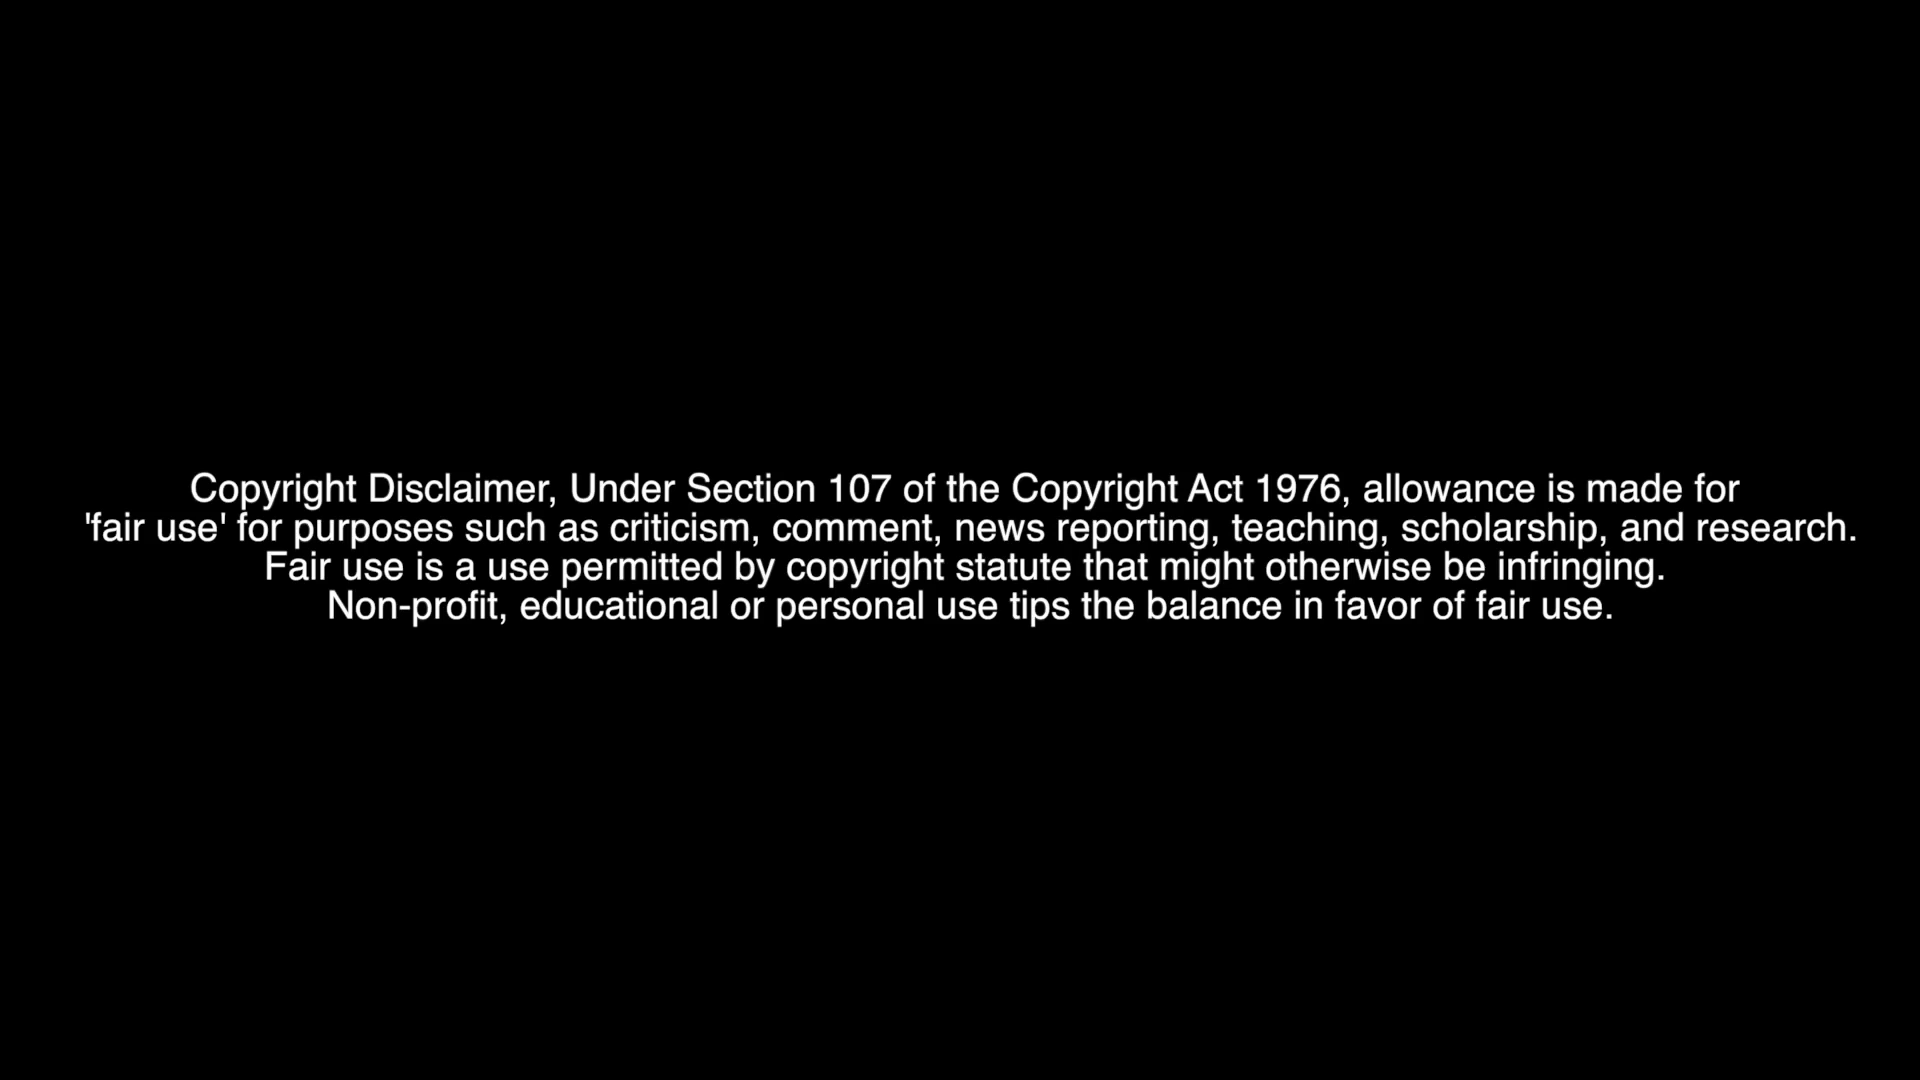 Copyright Disclaimer, Under Section 107 of the Copyright Act 1976, allowance is made for
'fair use' for purposes such as criticism, comment, news reporting, teaching, scholarship, and research.
Fair use is a use permitted by copyright statute that might otherwise be infringing.
Non-profit, educational or personal use tips the balance in favor of fair use.